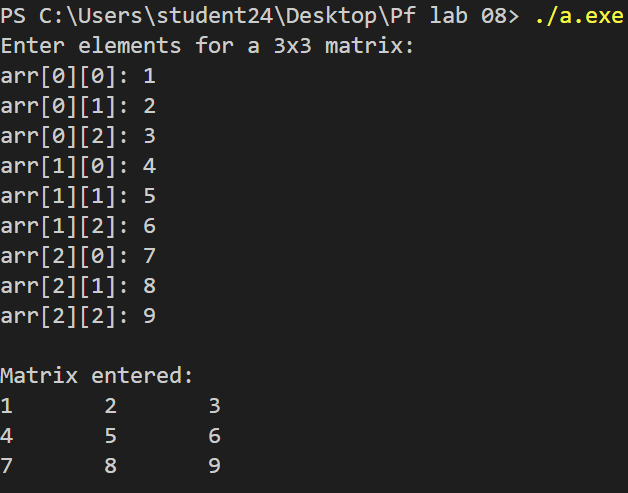 PS C:\Users\student24\Desktop\Pf lab 08> ./a.exe
Enter elements for a 3x3 matrix:
arr[0][0]: 1
arr[0][1]: 2
arr[0][2]: 3
arr[1][0]: 4
arr[1][1]: 5
arr[1][2]: 6
arr[2][0]: 7
arr[2][1]: 8
arr[2][2]: 9

Matrix entered:
1       2       3
4       5       6
7       8       9